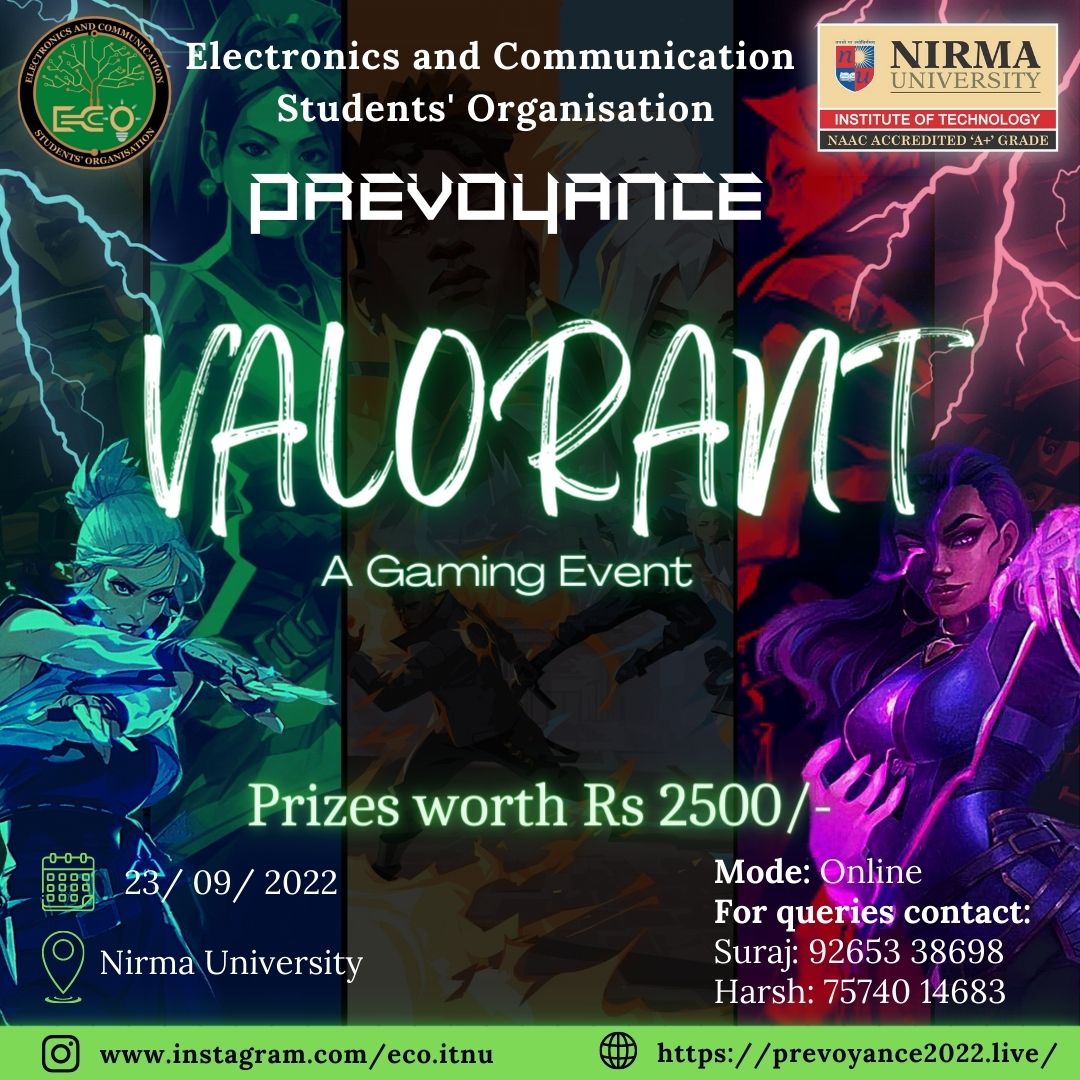 ELECTRONICS AND COMMUNICATION
E-C-O
STUDENTS' ORGANISATION
Electronics and Communication
Students' Organisation
NIRMA
UNIVERSITY
INSTITUTE OF TECHNOLOGY
NAAC ACCREDITED ‘A+’ GRADE
PREVOYANCE
VALORANT
A Gaming Event
Prizes worth Rs 2500/-
23/ 09/ 2022
Nirma University
Mode: Online
For queries contact:
Suraj: 92653 38698
Harsh: 75740 14683
www.instagram.com/eco.itnu
https://prevoyance2022.live/